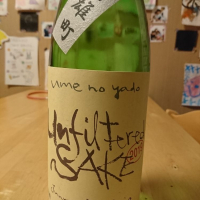 雄町
ume no yado
Unfiltered
SAKE